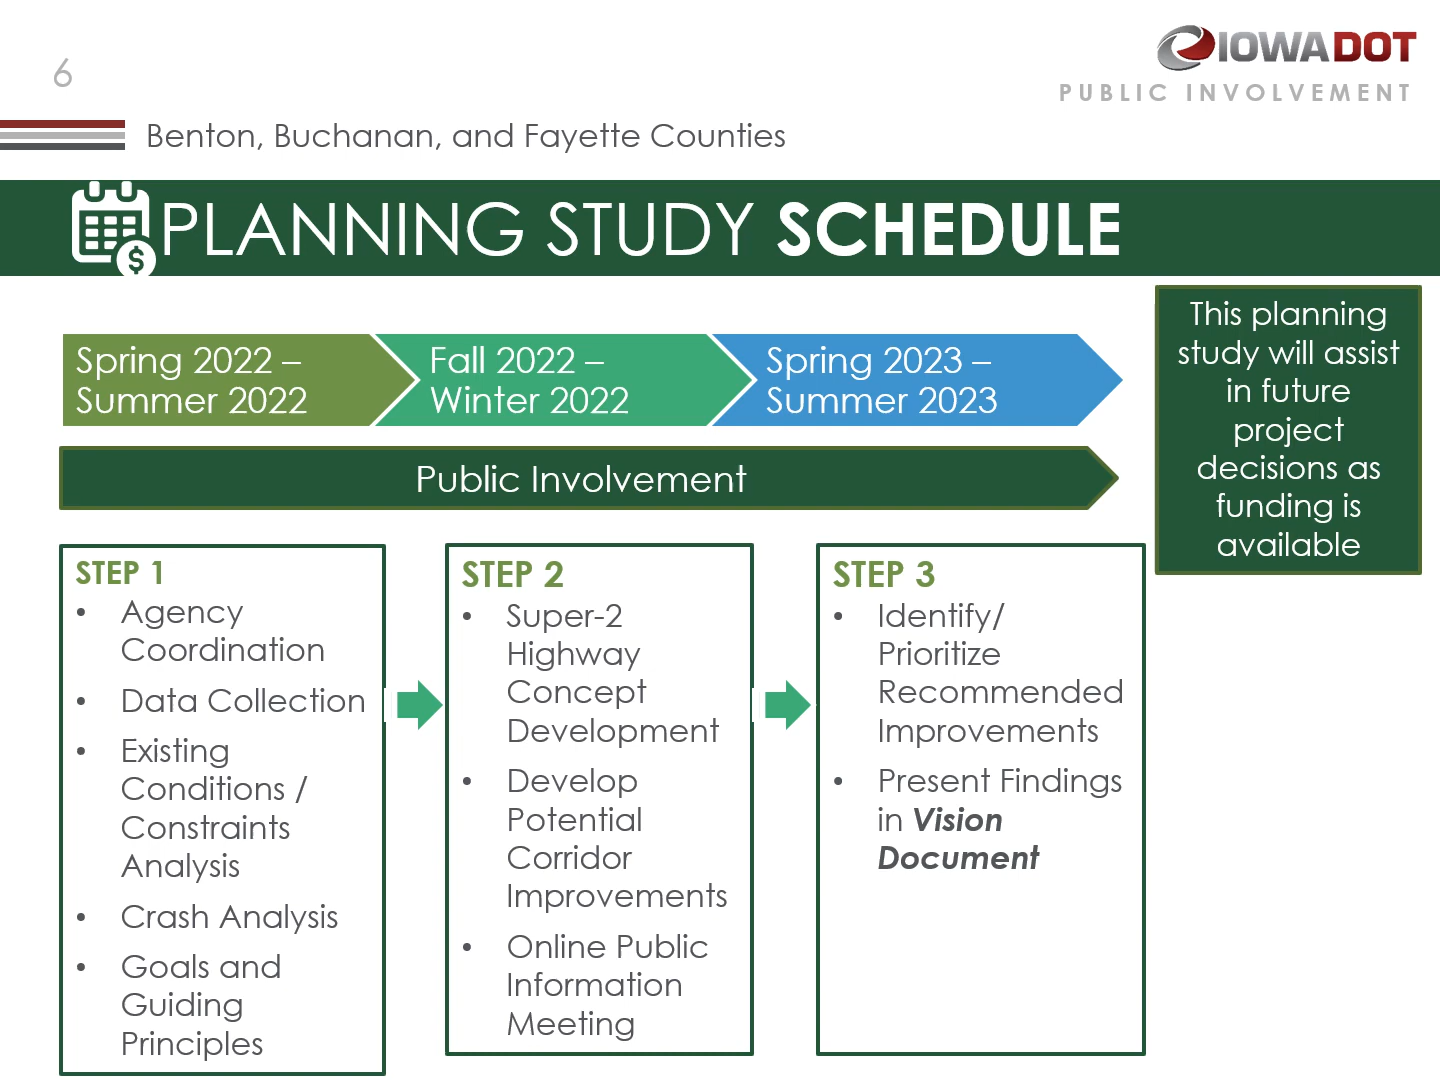 6
IOWADOT
PUBLIC INVOLVEMENT
Benton, Buchanan, and Fayette Counties
PLANNING STUDY SCHEDULE
Spring 2022 –
Summer 2022
Fall 2022 –
Winter 2022
Spring 2023 –
Summer 2023
This planning
study will assist
in future
project
decisions as
funding is
available
Public Involvement
STEP 1
• Agency
Coordination
• Data Collection
• Existing
Conditions /
Constraints
Analysis
• Crash Analysis
• Goals and
Guiding
Principles
STEP 2
• Super-2
Highway
Concept
Development
• Develop
Potential
Corridor
Improvements
• Online Public
Information
Meeting
STEP 3
• Identify/
Prioritize
Recommended
Improvements
• Present Findings
in Vision
Document